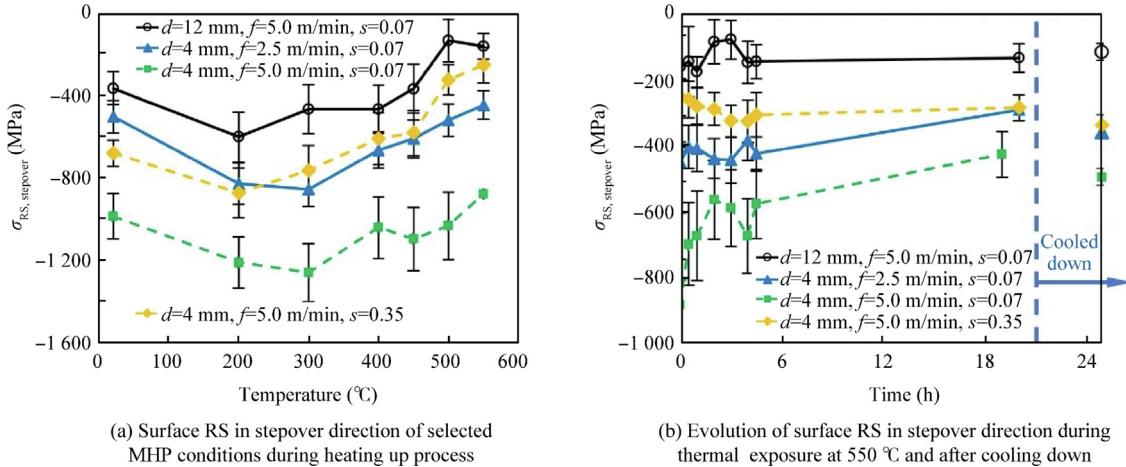 0
−400
−800
−1 200
−1 600
σRS, stepover (MPa)
d=12 mm, f=5.0 m/min, s=0.07
d=4 mm, f=2.5 m/min, s=0.07
d=4 mm, f=5.0 m/min, s=0.07
d=4 mm, f=5.0 m/min, s=0.35
0 100 200 300 400 500 600
Temperature (℃)
(a) Surface RS in stepover direction of selected
MHP conditions during heating up process
0
−200
−400
−600
−800
−1 000
σRS, stepover (MPa)
Cooled
down
d=12 mm, f=5.0 m/min, s=0.07
d=4 mm, f=2.5 m/min, s=0.07
d=4 mm, f=5.0 m/min, s=0.07
d=4 mm, f=5.0 m/min, s=0.35
0 6 12 18 24
Time (h)
(b) Evolution of surface RS in stepover direction during
thermal exposure at 550 ℃ and after cooling down